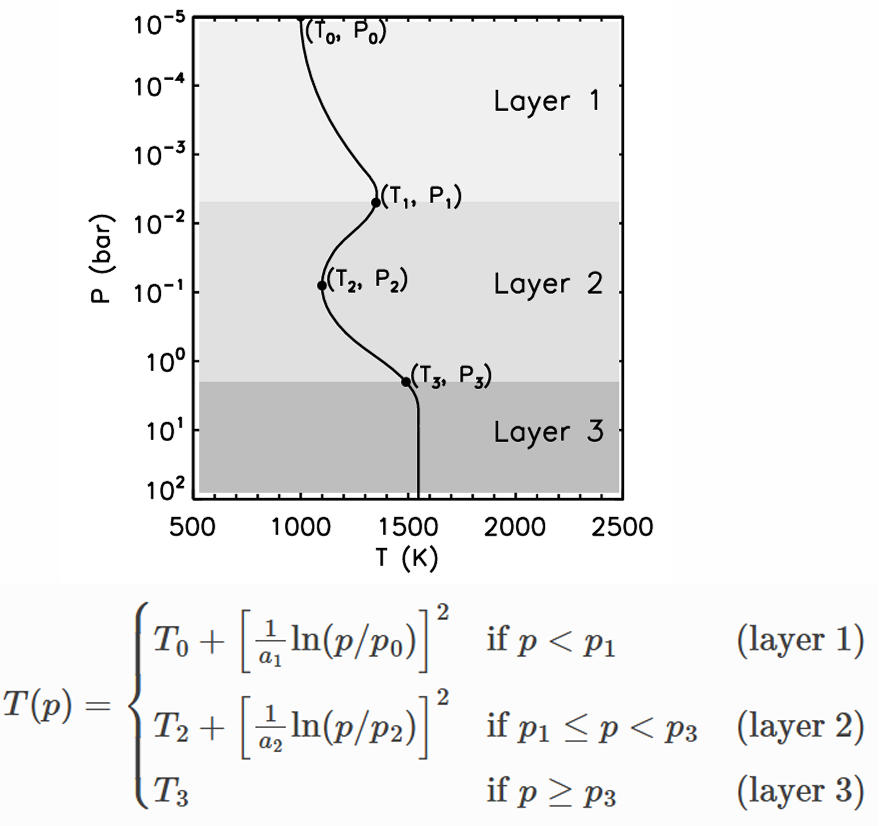 10⁻⁵
(T₀, P₀)
10⁻⁴
Layer 1
10⁻³
(T₁, P₁)
10⁻²
P (bar)
(T₂, P₂)
Layer 2
10⁻¹
10⁰
(T₃, P₃)
10¹
Layer 3
10²
500 1000 1500 2000 2500
T (K)
T(p) =
T₀ + [1/a₁ ln(p/p₀)]² if p < p₁ (layer 1)
T₂ + [1/a₂ ln(p/p₂)]² if p₁ ≤ p < p₃ (layer 2)
T₃ if p ≥ p₃ (layer 3)